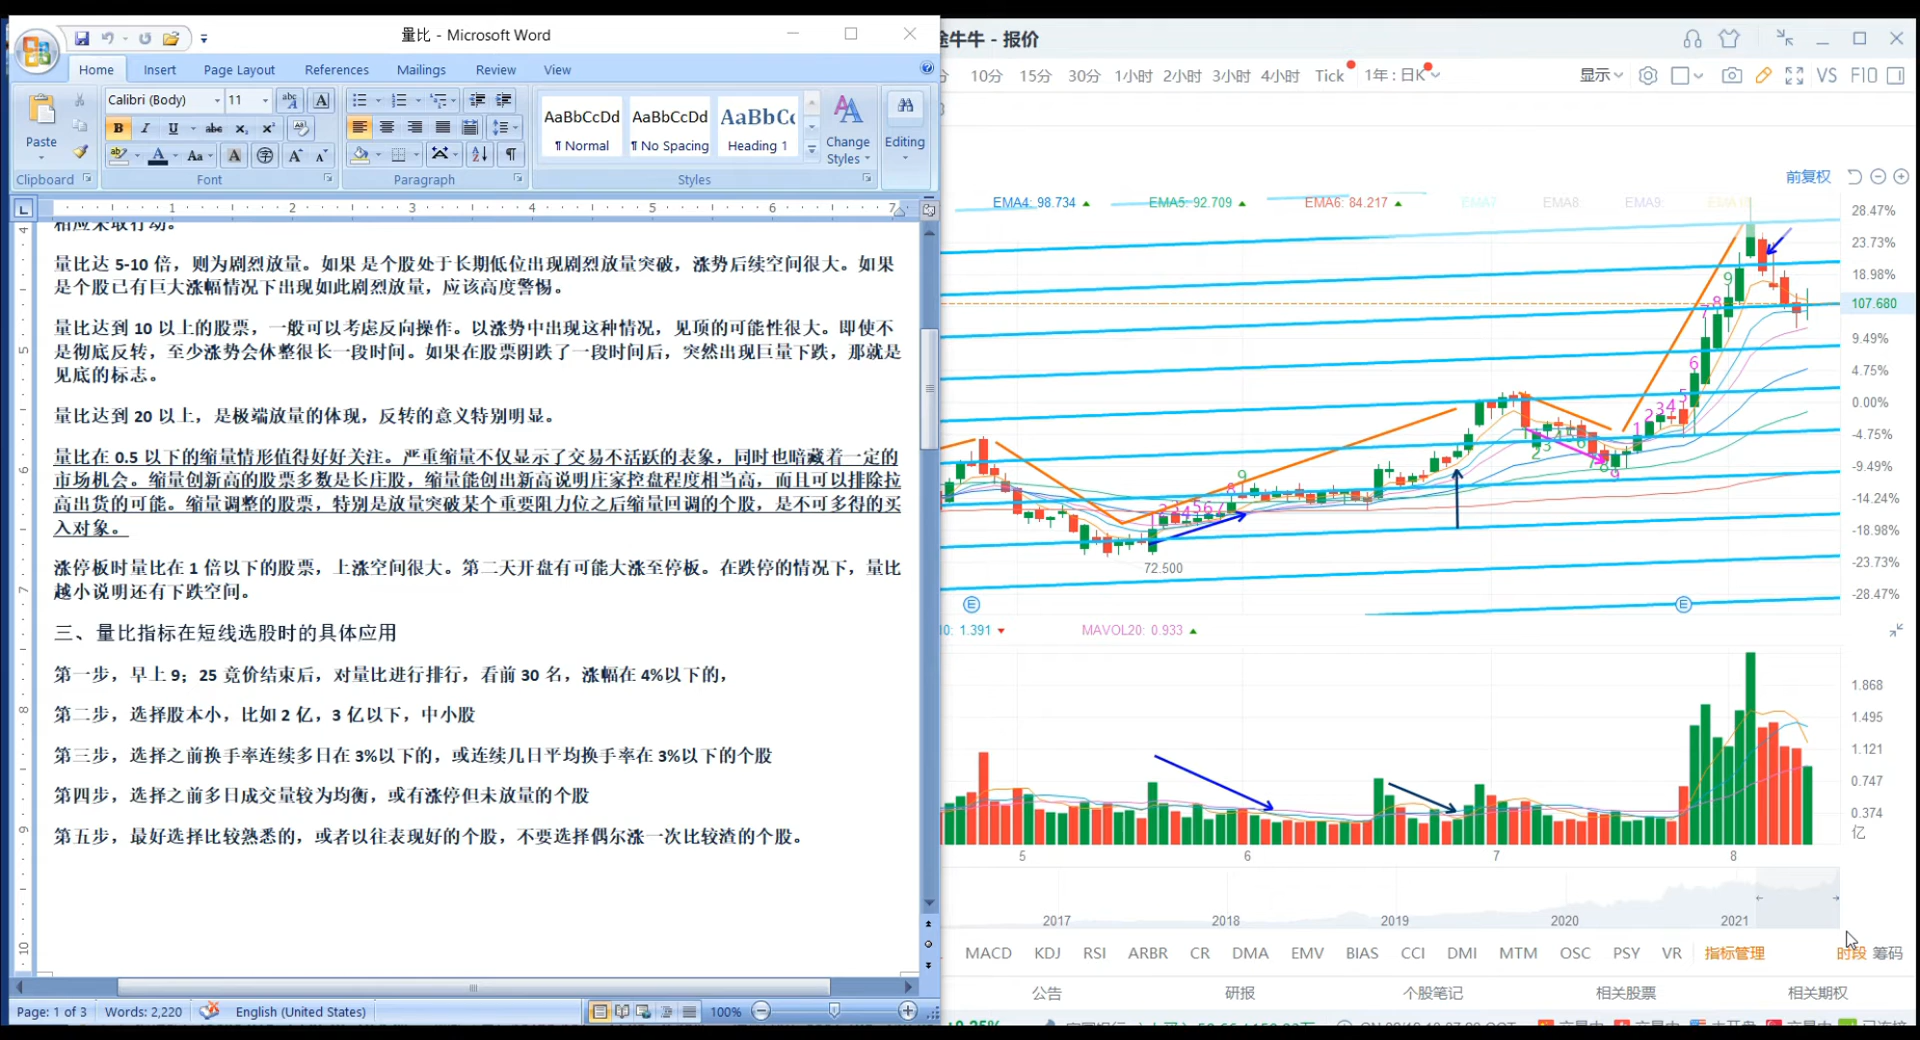 量比 - Microsoft Word
Home Insert Page Layout References Mailings Review View
Paste
Calibri (Body) 11
AaBbCcDd AaBbCcDd AaBbCc
¶ Normal ¶ No Spacing Heading 1
Change Styles
Editing
Clipboard Font Paragraph Styles
1 2 3 4 5 6 7
相应采取行动。
量比达 5-10 倍，则为剧烈放量。如果是个股处于长期低位出现剧烈放量突破，涨势后续空间很大。如果
是个股已有巨大涨幅情况下出现如此剧烈放量，应该高度警惕。
量比达到 10 以上的股票，一般可以考虑反向操作。以涨势中出现这种情况，见顶的可能性很大。即使不
是彻底反转，至少涨势会休整很长一段时间。如果在股票阴跌了一段时间后，突然出现巨量下跌，那就是
见底的标志。
量比达到 20 以上，是极端放量的体现，反转的意义特别明显。
量比在 0.5 以下的缩量情形值得好好关注。严重缩量不仅显示了交易不活跃的表象，同时也暗藏着一定的
市场机会。缩量创新高的股票多数是长庄股，缩量能创出新高说明庄家控盘程度相当高，而且可以排除拉
高出货的可能。缩量调整的股票，特别是放量突破某个重要阻力位之后缩量回调的个股，是不可多得的买
入对象。
涨停板时量比在 1 倍以下的股票，上涨空间很大。第二天开盘有可能大涨至停板。在跌停的情况下，量比
越小说明还有下跌空间。
三、量比指标在短线选股时的具体应用
第一步，早上 9；25 竟价结束后，对量比进行排行，看前 30 名，涨幅在 4%以下的，
第二步，选择股本小，比如 2 亿，3 亿以下，中小股
第三步，选择之前换手率连续多日在 3%以下的，或连续几日平均换手率在 3%以下的个股
第四步，选择之前多日成交量较为均衡，或有涨停但未放量的个股
第五步，最好选择比较熟悉的，或者以往表现好的个股，不要选择偶尔涨一次比较渣的个股。
Page: 1 of 3 Words: 2,220 English (United States) 100%
途牛牛 - 报价
分 10分 15分 30分 1小时 2小时 3小时 4小时 Tick 1年：日K 显示 VS F10
前复权
EMA4: 98.734 EMA5: 92.709 EMA6: 84.217 EMA7 EMA8 EMA9:
28.47%
23.73%
18.98%
107.680
9.49%
4.75%
0.00%
-4.75%
-9.49%
-14.24%
-18.98%
-23.73%
-28.47%
72.500
E E
10: 1.391 MAVOL20: 0.933
1.868
1.495
1.121
0.747
0.374
亿
5 6 7 8
2017 2018 2019 2020 2021
MACD KDJ RSI ARBR CR DMA EMV BIAS CCI DMI MTM OSC PSY VR 指标管理 时段 筹码
公告 研报 个股笔记 相关股票 相关期权